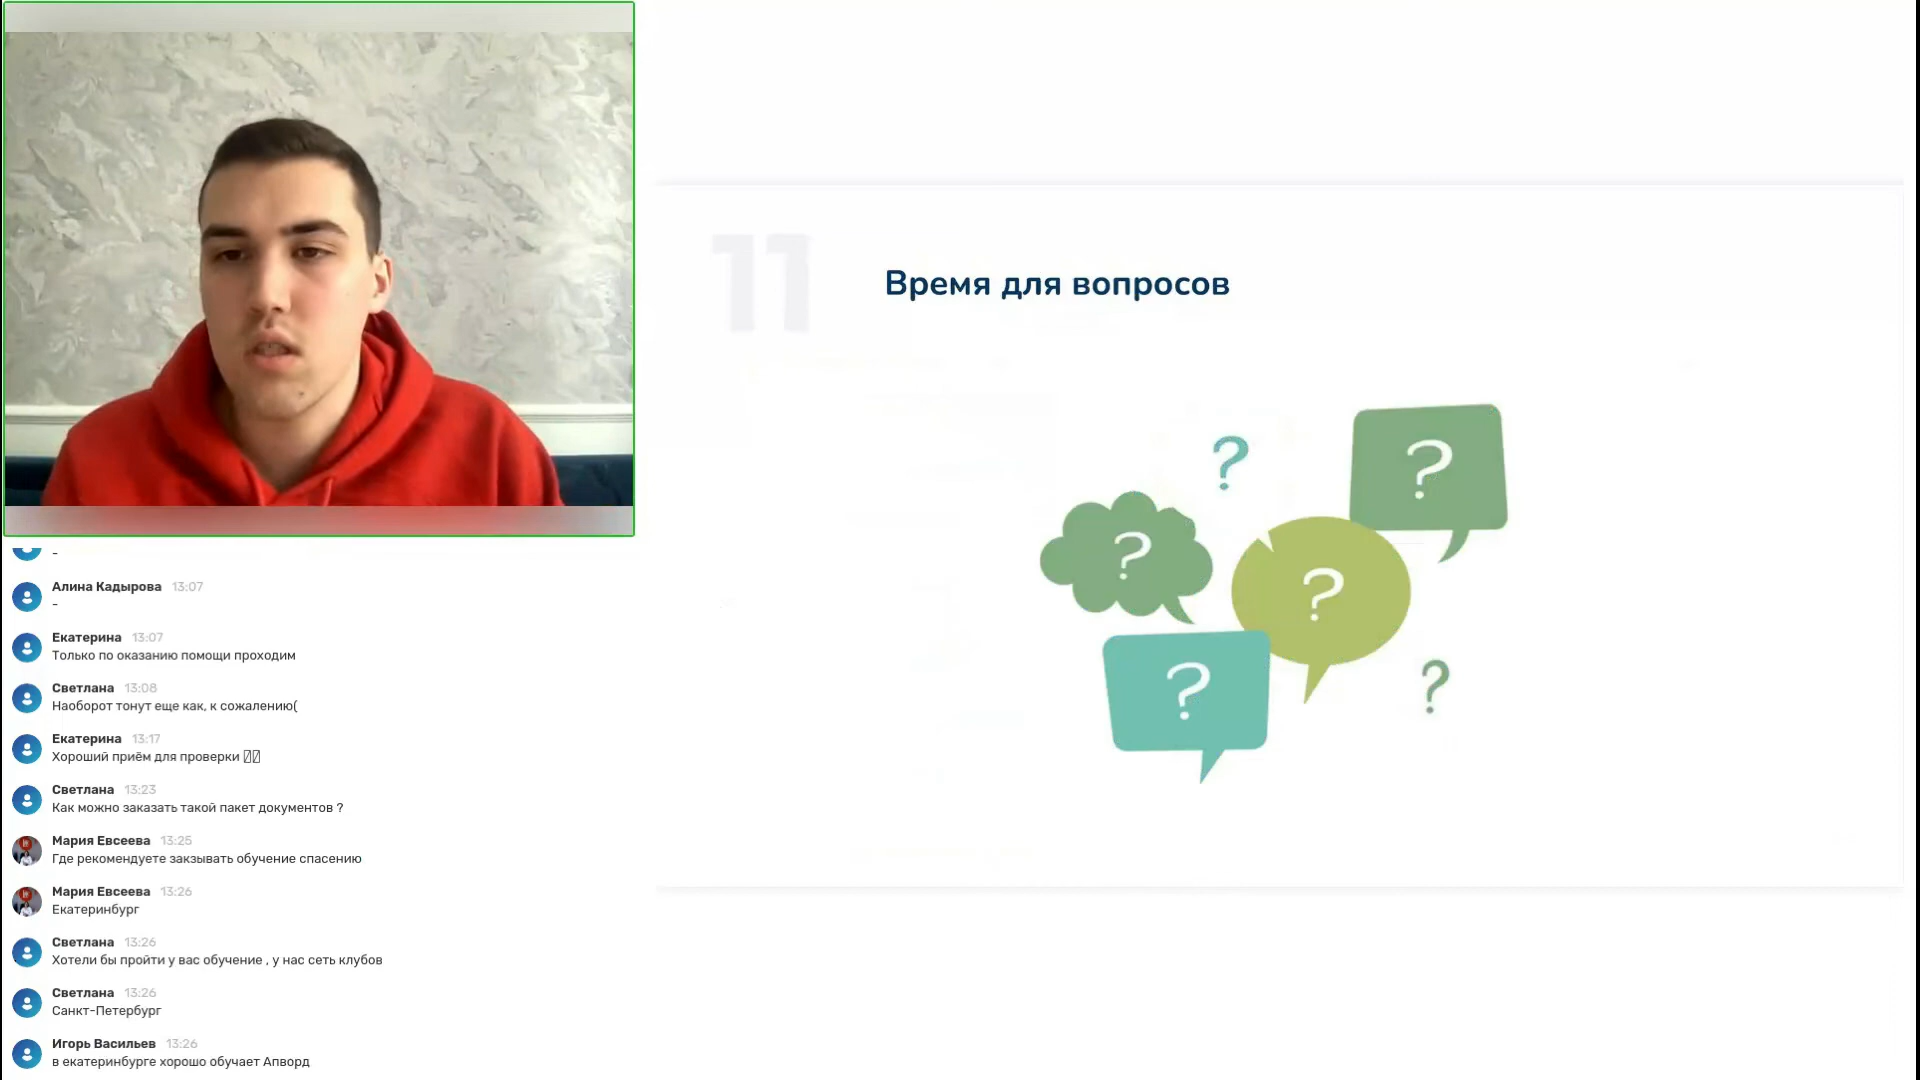 11
Время для вопросов
?
?
?
?
?
?
-
Алина Кадырова 13:07
-
Екатерина 13:07
Только по оказанию помощи проходим
Светлана 13:08
Наоборот тонут еще как, к сожалению(
Екатерина 13:17
Хороший приём для проверки
Светлана 13:23
Как можно заказать такой пакет документов ?
Мария Евсеева 13:25
Где рекомендуете закзывать обучение спасению
Мария Евсеева 13:26
Екатеринбург
Светлана 13:26
Хотели бы пройти у вас обучение , у нас сеть клубов
Светлана 13:26
Санкт-Петербург
Игорь Васильев 13:26
в екатеринбурге хорошо обучает Апворд